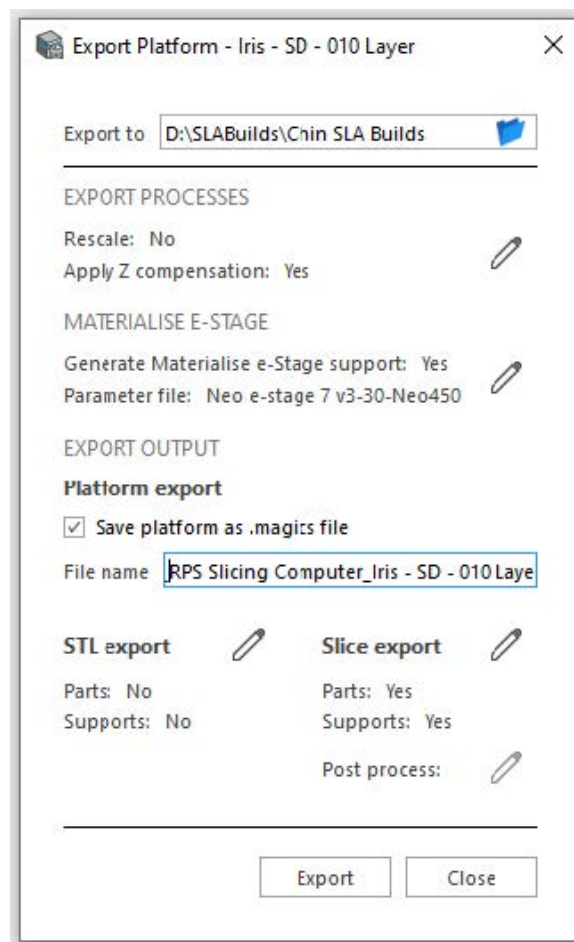 Export Platform - Iris - SD - 010 Layer
Export to D:\SLABuilds\Chin SLA Builds
EXPORT PROCESSES
Rescale: No
Apply Z compensation: Yes
MATERIALISE E-STAGE
Generate Materialise e-Stage support: Yes
Parameter file: Neo e-stage 7 v3-30-Neo450
EXPORT OUTPUT
Platform export
Save platform as .magics file
File name RPS Slicing Computer_Iris - SD - 010 Laye
STL export Slice export
Parts: No Parts: Yes
Supports: No Supports: Yes
Post process:
Export Close